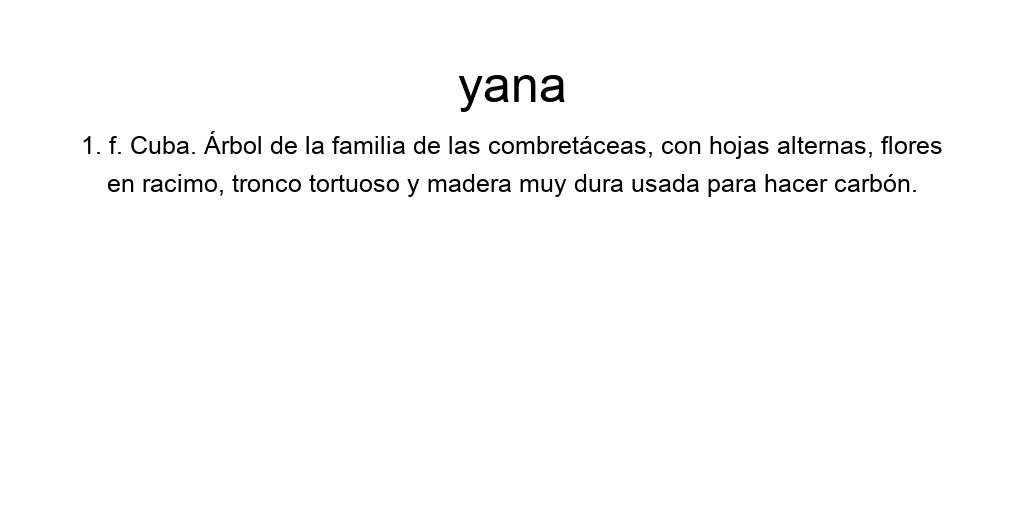 yana
1. f. Cuba. Árbol de la familia de las combretáceas, con hojas alternas, flores
en racimo, tronco tortuoso y madera muy dura usada para hacer carbón.